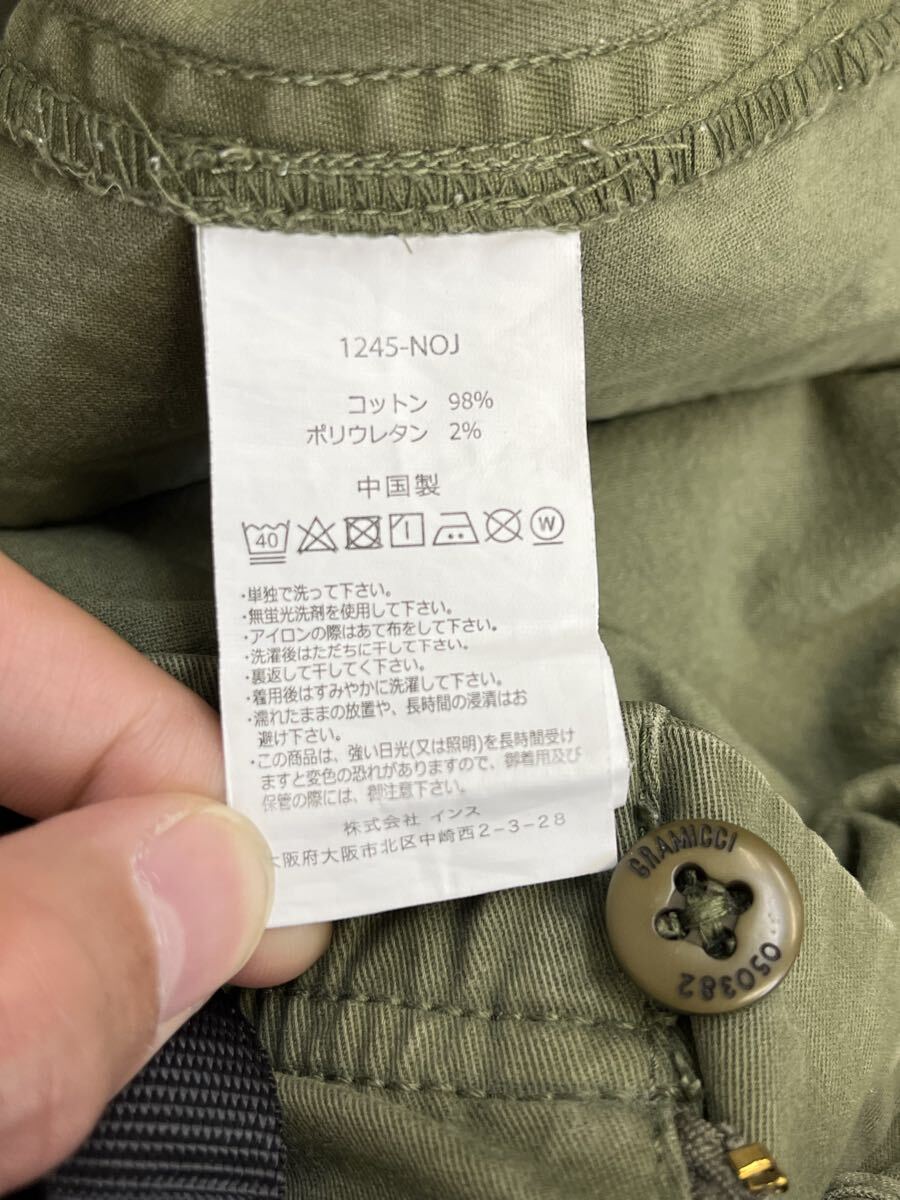 1245-NOJ
コットン 98%
ポリウレタン 2%
中国製
40 W
・単独で洗って下さい。
・無蛍光洗剤を使用して下さい。
・アイロンの際はあて布をして下さい。
・洗濯後はただちに干して下さい。
・裏返して干してく下さい。
・着用後はすみやかに洗濯して下さい。
・濡れたままの放置や、長時間の浸漬はお
避け下さい。
・この商品は、強い日光(又は照明)を長時間受け
ますと変色の恐れがありますので、御着用及び
保管の際には、御注意下さい。
株式会社 インス
大阪府大阪市北区中崎西2-3-28
GRAMICCI
050382